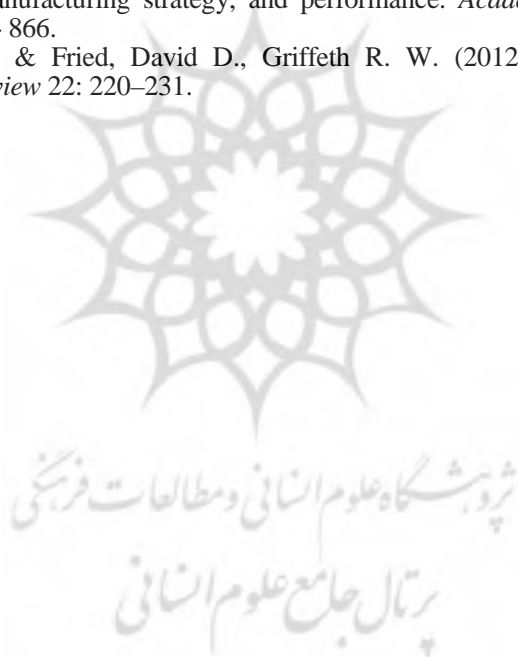 nufacturing strategy, and performance. Acad
866.
& Fried, David D., Griffeth R. W. (2012
view 22: 220–231.
پژوهشگاه علوم انسانی و مطالعات فرهنگی
پرتال جامع علوم انسانی